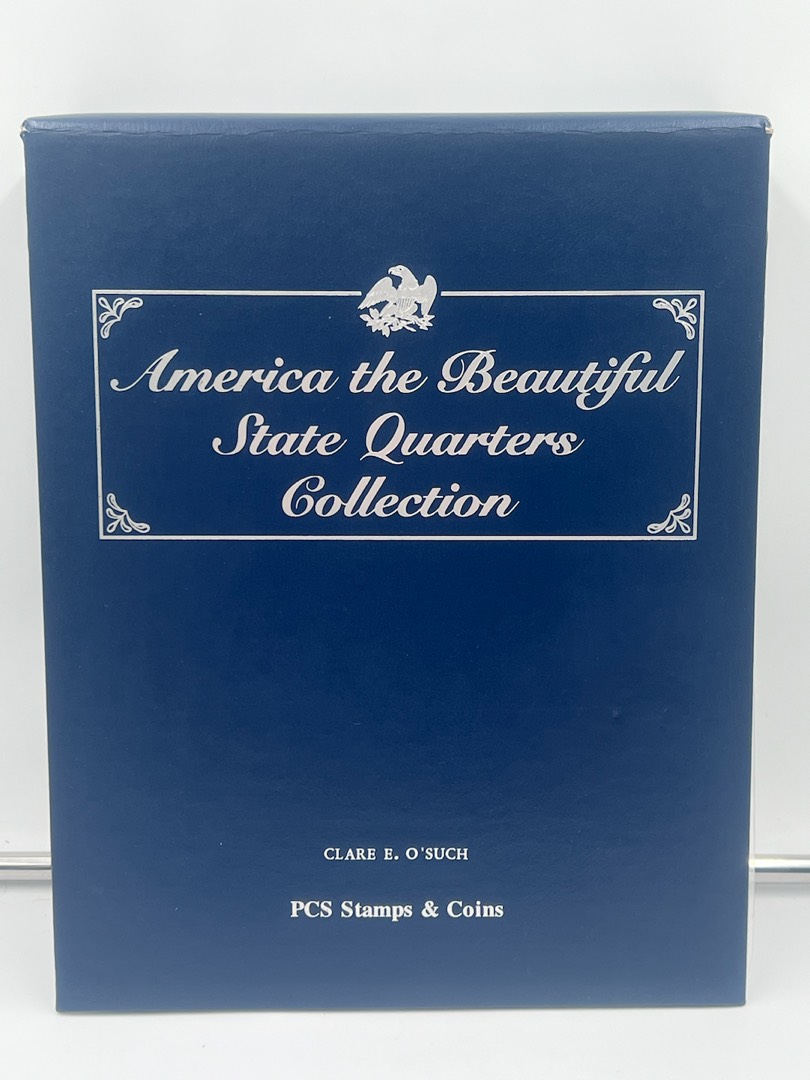 America the Beautiful
State Quarters
Collection
CLARE E. O'SUCH
PCS Stamps & Coins